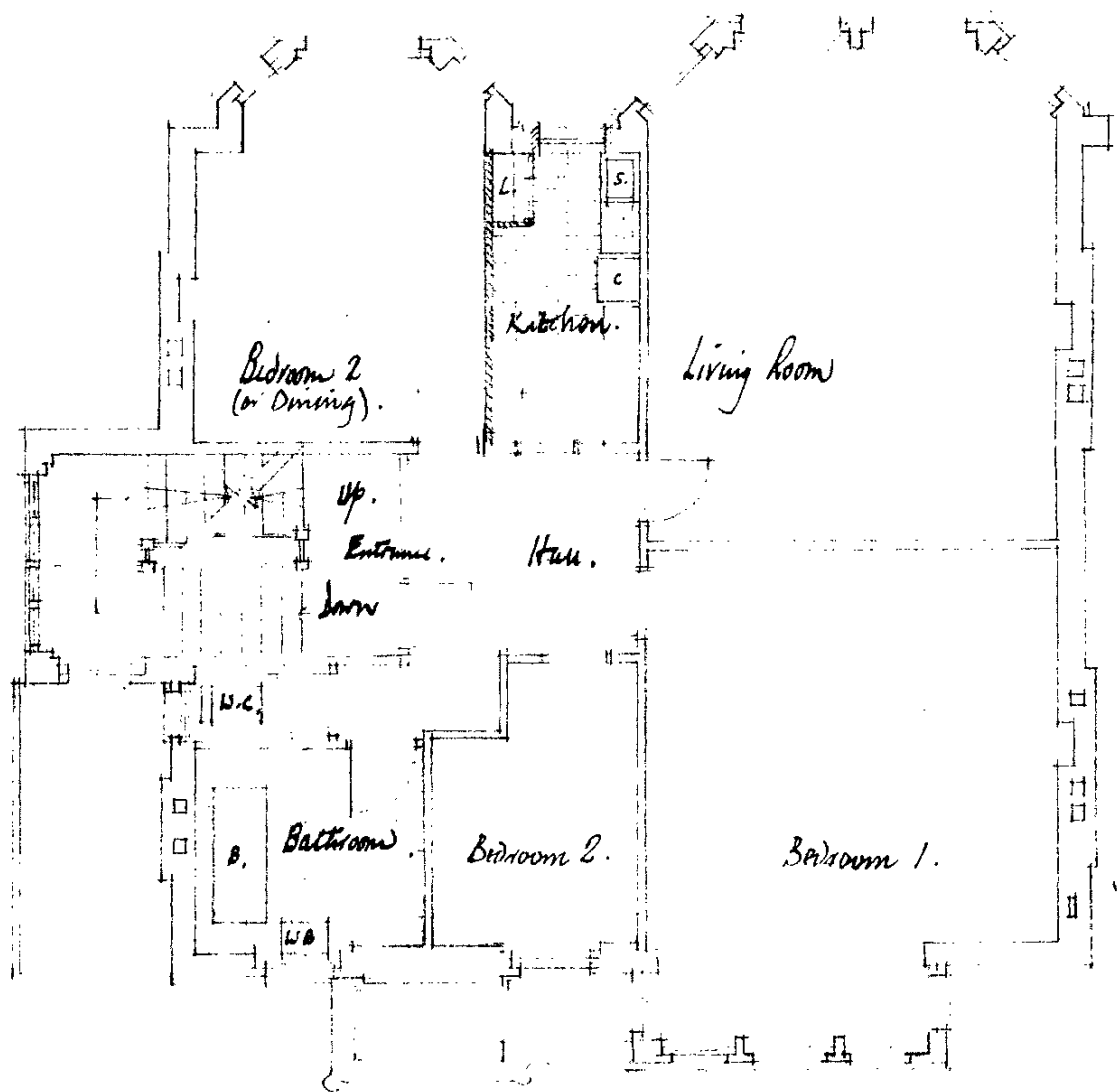 L.
S.
C
Kitchen.
Bedroom 2
(or Dining).
Living Room
Up.
Entrance.
Hall.
Down
W.C.
B.
Bathroom.
Bedroom 2.
Bedroom 1.
WB